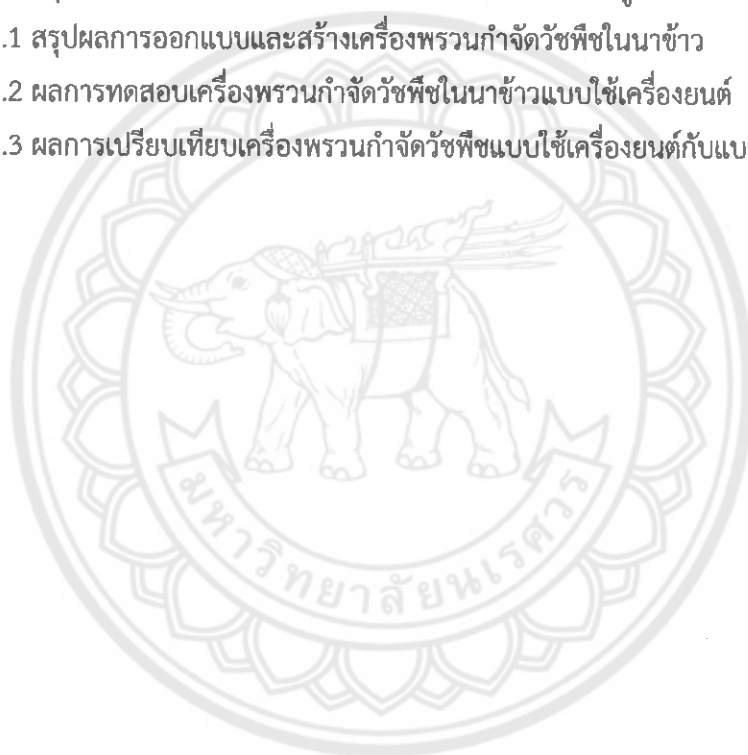 .1 สรุปผลการออกแบบและสร้างเครื่องพรวนกำจัดวัชพืชในนาข้าว
.2 ผลการทดสอบเครื่องพรวนกำจัดวัชพืชในนาข้าวแบบใช้เครื่องยนต์
.3 ผลการเปรียบเทียบเครื่องพรวนกำจัดวัชพืชแบบใช้เครื่องยนต์กับแบ
มหาวิทยาลัยนเรศวร